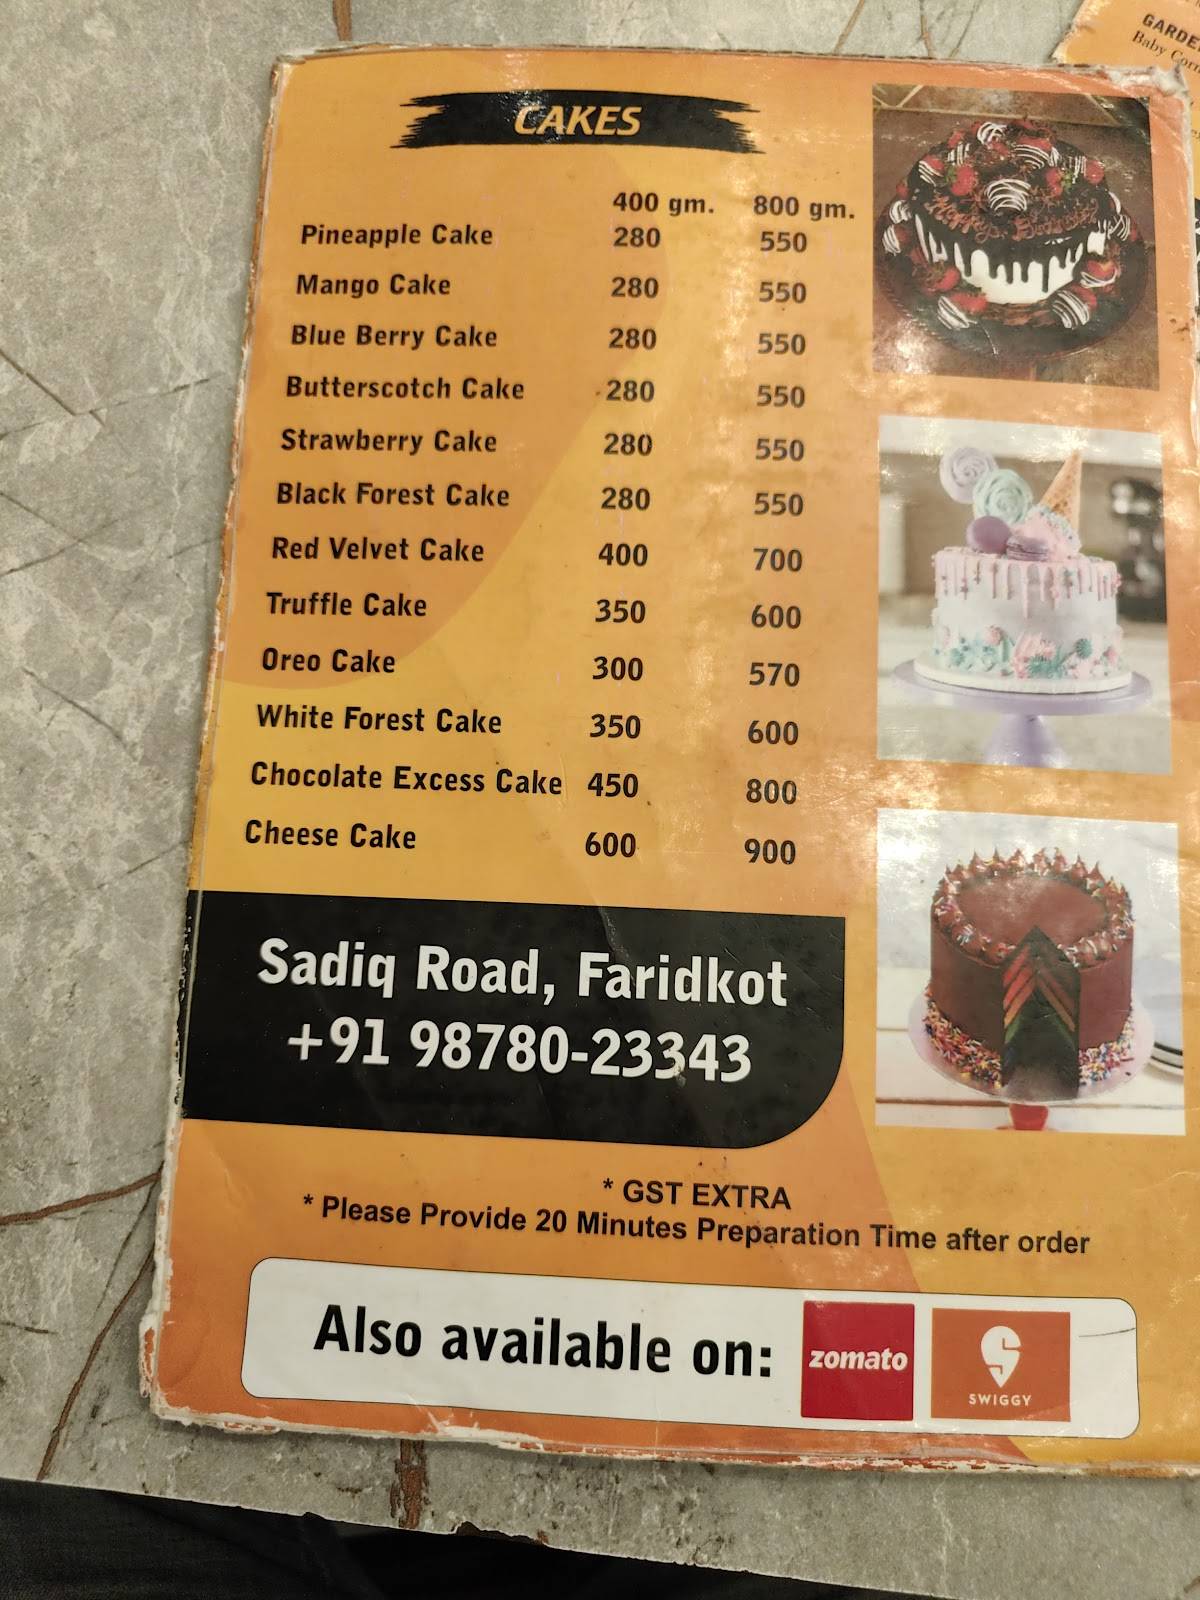 GARDE
Baby Corn
CAKES
400 gm. 800 gm.
Pineapple Cake 280 550
Mango Cake 280 550
Blue Berry Cake 280 550
Butterscotch Cake 280 550
Strawberry Cake 280 550
Black Forest Cake 280 550
Red Velvet Cake 400 700
Truffle Cake 350 600
Oreo Cake 300 570
White Forest Cake 350 600
Chocolate Excess Cake 450 800
Cheese Cake 600 900
Sadiq Road, Faridkot
+91 98780-23343
* GST EXTRA
* Please Provide 20 Minutes Preparation Time after order
Also available on: zomato
SWIGGY